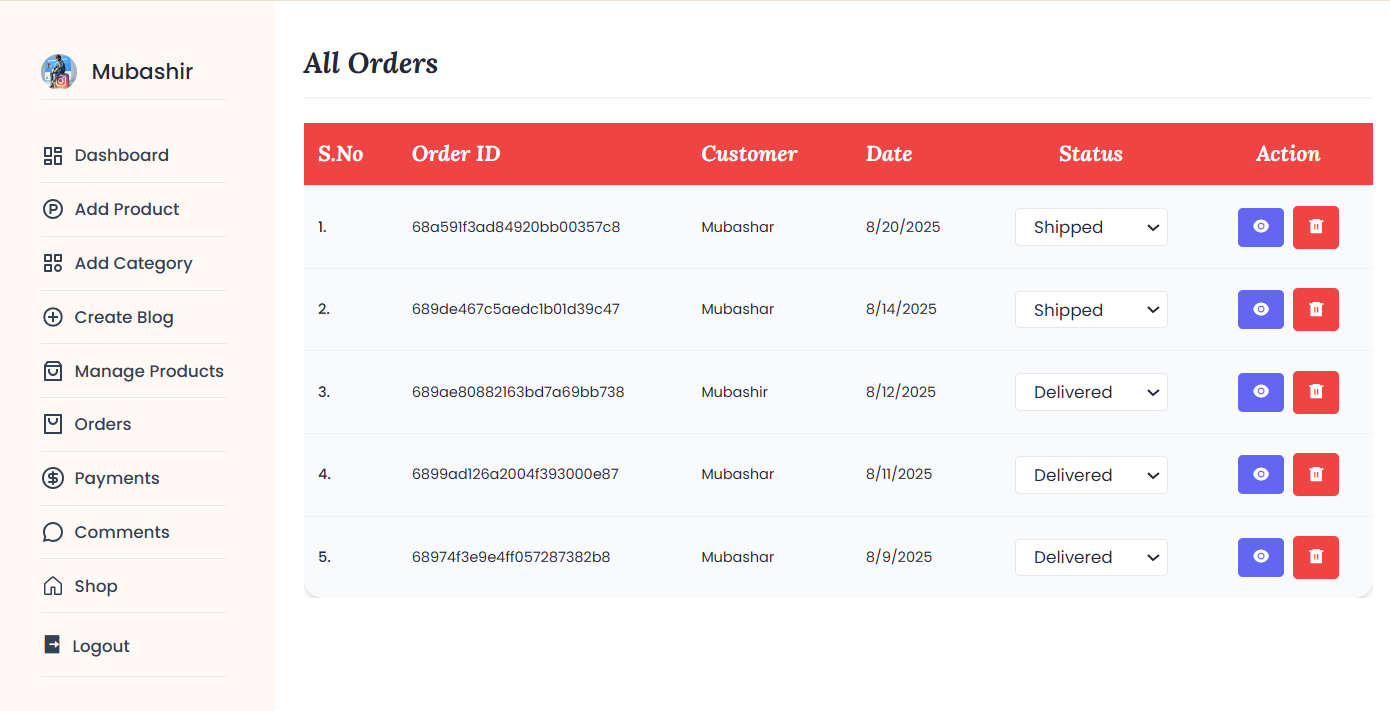 Mubashir
Dashboard
Add Product
Add Category
Create Blog
Manage Products
Orders
Payments
Comments
Shop
Logout
All Orders
S.No Order ID Customer Date Status Action
1. 68a591f3ad84920bb00357c8 Mubashar 8/20/2025 Shipped
2. 689de467c5aedc1b01d39c47 Mubashar 8/14/2025 Shipped
3. 689ae80882163bd7a69bb738 Mubashir 8/12/2025 Delivered
4. 6899ad126a2004f393000e87 Mubashar 8/11/2025 Delivered
5. 68974f3e9e4ff057287382b8 Mubashar 8/9/2025 Delivered